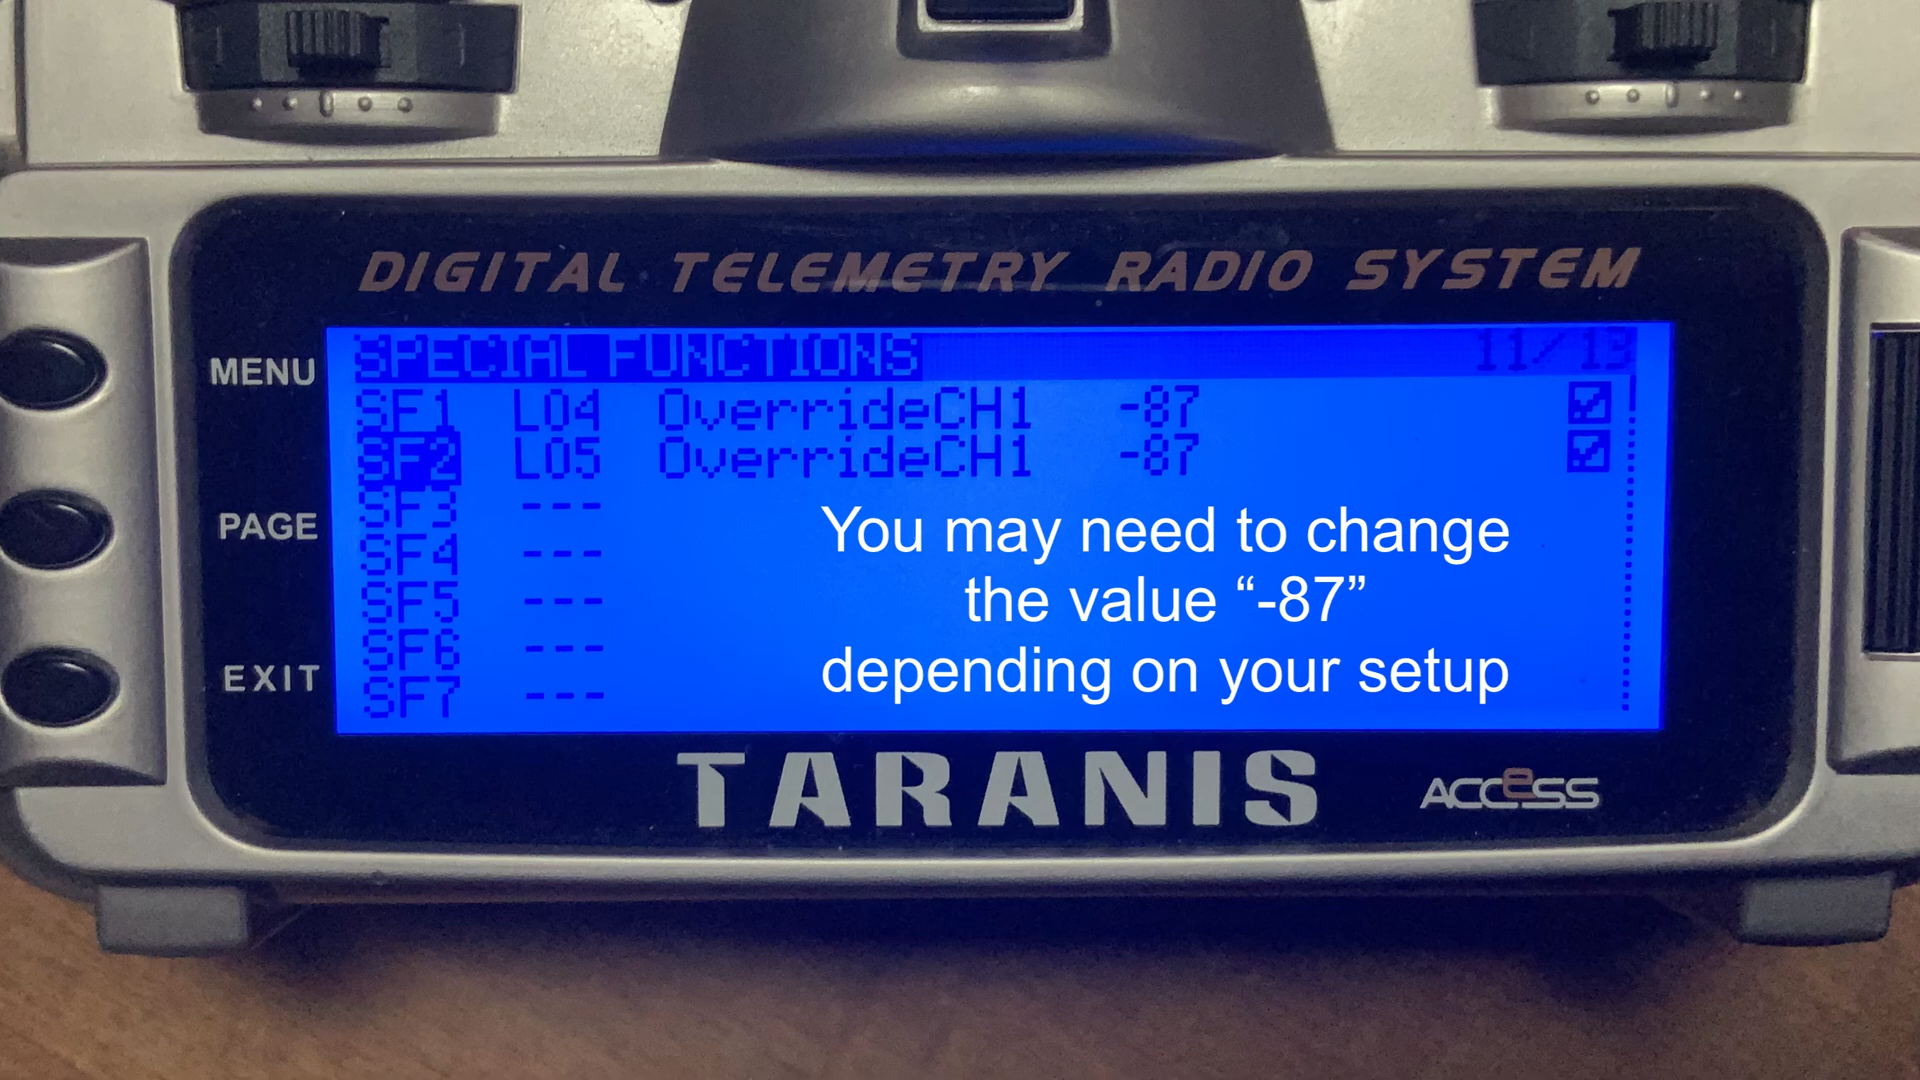 DIGITAL TELEMETRY RADIO SYSTEM
MENU
PAGE
EXIT
SPECIAL FUNCTIONS 11/13
SF1 L04 OverrideCH1 -87
SF2 L05 OverrideCH1 -87
SF3 ---
SF4 ---
SF5 ---
SF6 ---
SF7 ---
You may need to change
the value “-87”
depending on your setup
TARANIS
ACCeSS